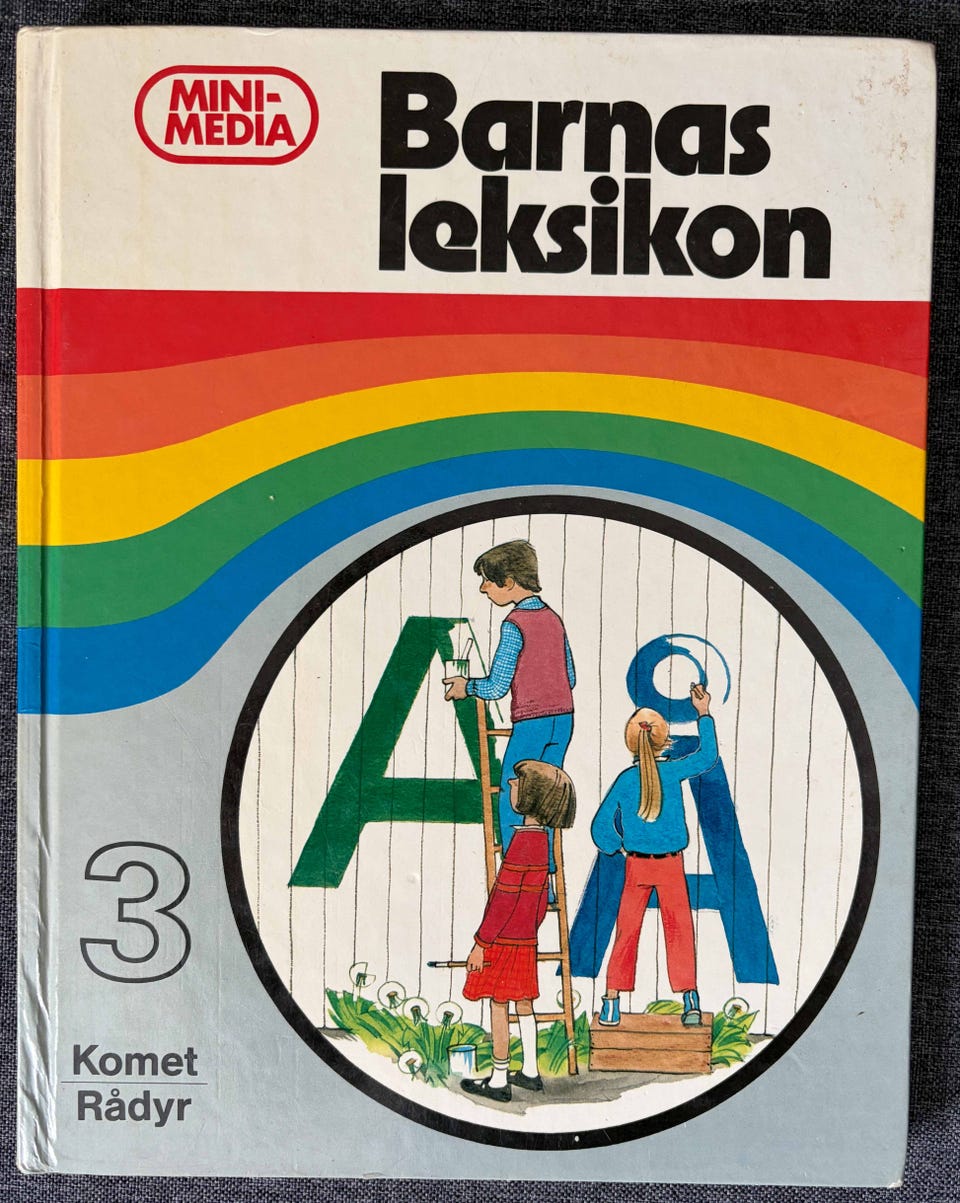 MINI-
MEDIA
Barnas
leksikon
A
Å
3
Komet
Rådyr